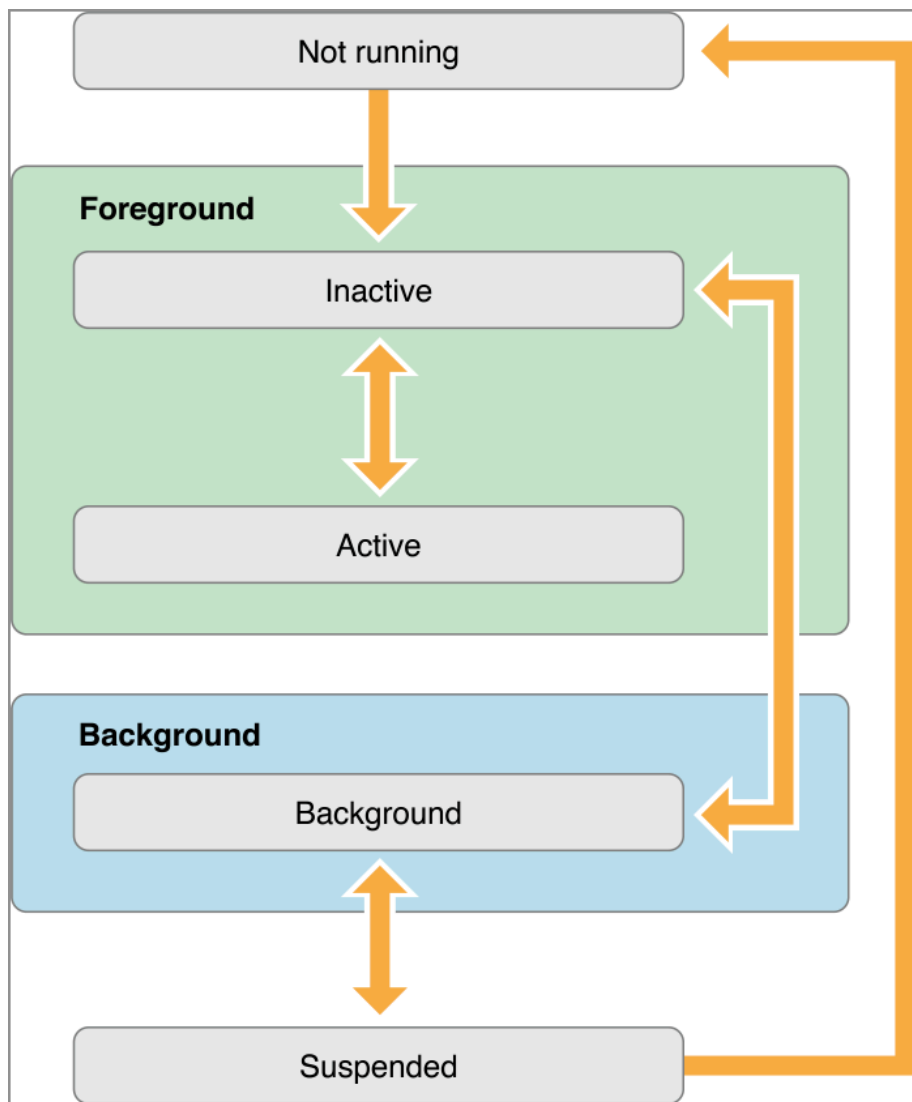 Not running
Foreground
Inactive
Active
Background
Background
Suspended